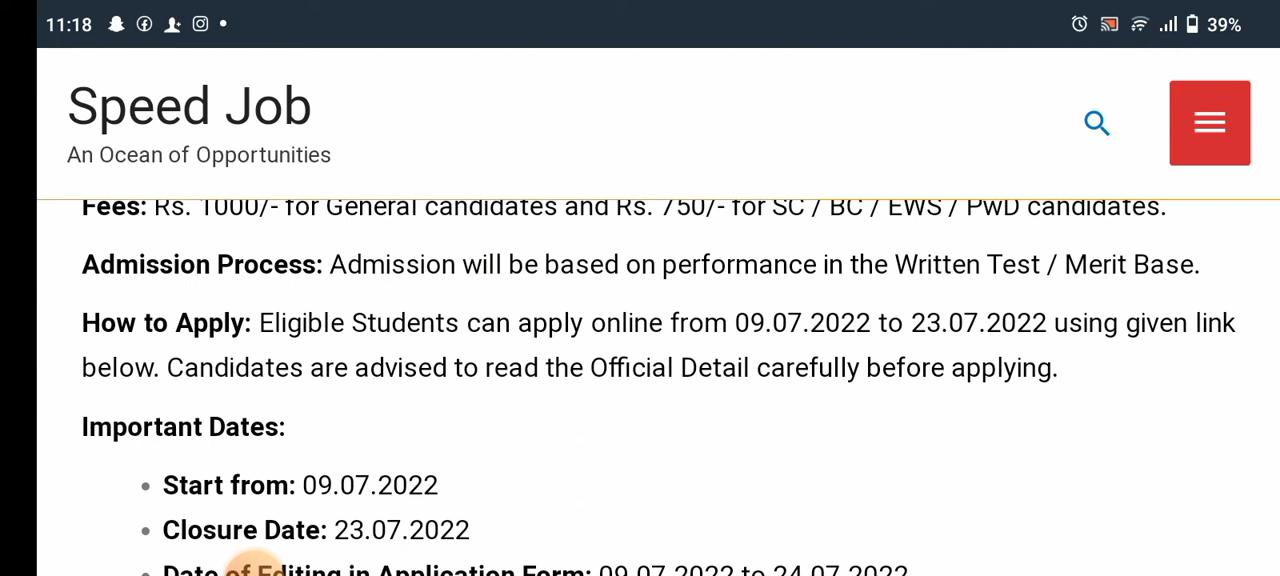 11:18
39%
Speed Job
An Ocean of Opportunities
Fees: Rs. 1000/- for General candidates and Rs. 750/- for SC / BC / EWS / PwD candidates.
Admission Process: Admission will be based on performance in the Written Test / Merit Base.
How to Apply: Eligible Students can apply online from 09.07.2022 to 23.07.2022 using given link
below. Candidates are advised to read the Official Detail carefully before applying.
Important Dates:
Start from: 09.07.2022
Closure Date: 23.07.2022
Date of Editing in Application Form: 09.07.2022 to 24.07.2022